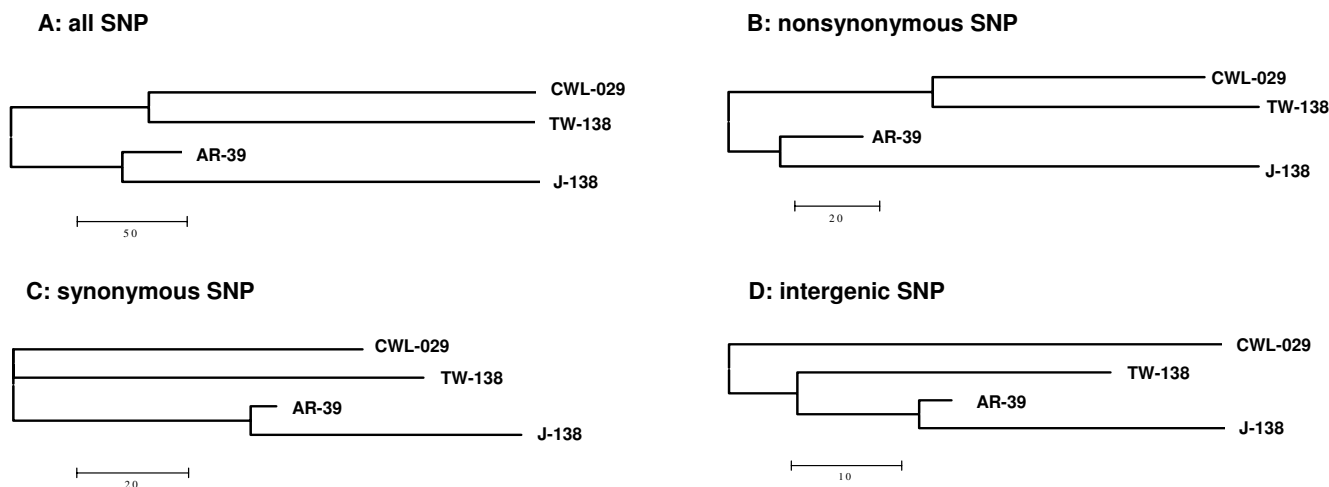 A: all SNP
CWL-029
TW-138
AR-39
J-138
50
B: nonsynonymous SNP
CWL-029
TW-138
AR-39
J-138
20
C: synonymous SNP
CWL-029
TW-138
AR-39
J-138
20
D: intergenic SNP
CWL-029
TW-138
AR-39
J-138
10